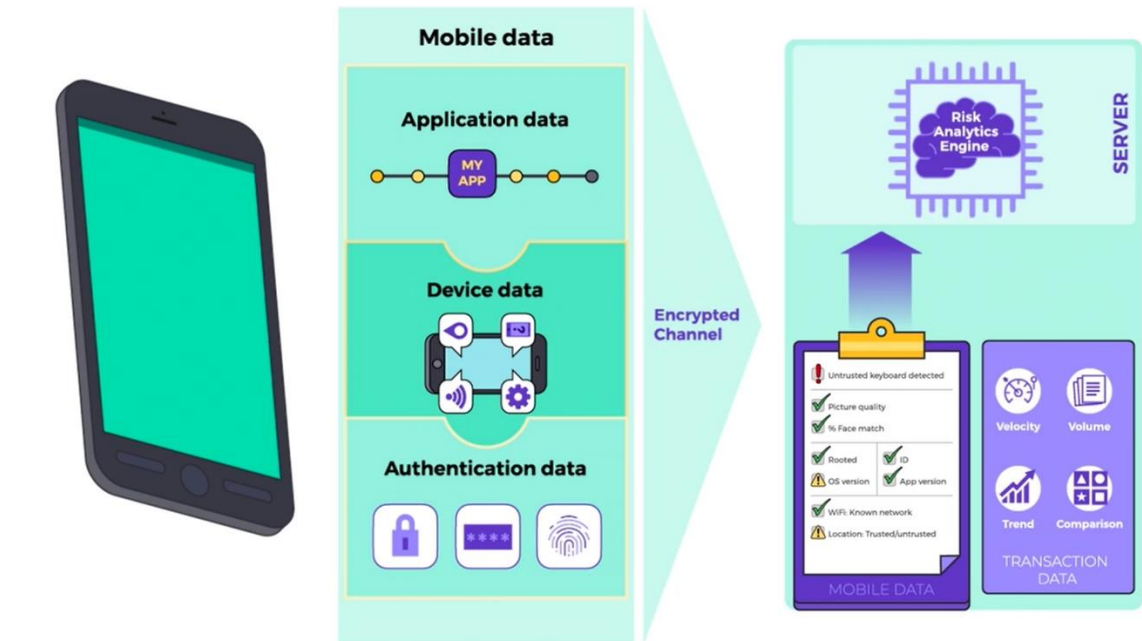 Mobile data
Application data
MY
APP
Device data
?
Authentication data
****
Encrypted
Channel
Risk
Analytics
Engine
SERVER
! Untrusted keyboard detected
Picture quality
% Face match
Rooted
ID
! OS version
App version
WiFi: Known network
! Location: Trusted/untrusted
MOBILE DATA
Velocity
Volume
Trend
Comparison
TRANSACTION
DATA